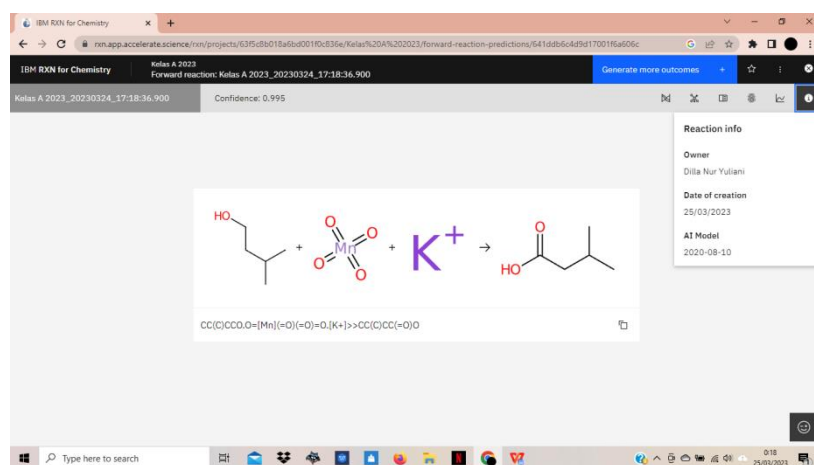 IBM RXN for Chemistry
rxn.app.accelerate.science/rxn/projects/63f5c8b018a6bd001f0c836e/Kelas%20A%202023/forward-reaction-predictions/641ddb6c4d9d17001f6a606c
IBM RXN for Chemistry
Kelas A 2023
Forward reaction: Kelas A 2023_20230324_17:18:36.900
Generate more outcomes +
Kelas A 2023_20230324_17:18:36.900
Confidence: 0.995
Reaction info
Owner
Dilla Nur Yuliani
Date of creation
25/03/2023
AI Model
2020-08-10
HO + O O Mn O O + K+ → O HO
CC(C)CCO.O=[Mn](=O)(=O)=O.[K+]>>CC(C)CC(=O)O
Type here to search
0:18
25/03/2023